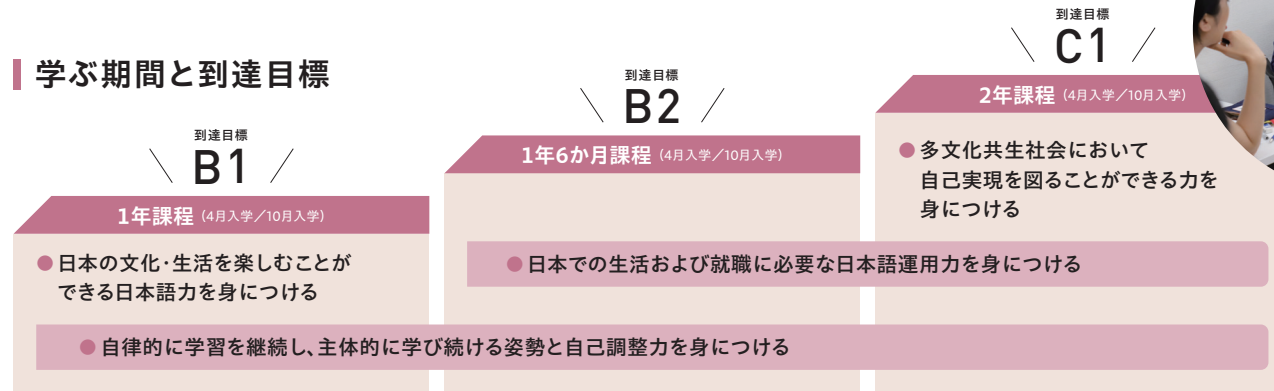 学ぶ期間と到達目標
到達目標
B1
1年課程(4月入学/10月入学)
●日本の文化・生活を楽しむことが
できる日本語力を身につける
到達目標
B2
1年6か月課程(4月入学/10月入学)
到達目標
C1
2年課程(4月入学/10月入学)
●多文化共生社会において
自己実現を図ることができる力を
身につける
●日本での生活および就職に必要な日本語運用力を身につける
●自律的に学習を継続し、主体的に学び続ける姿勢と自己調整力を身につける